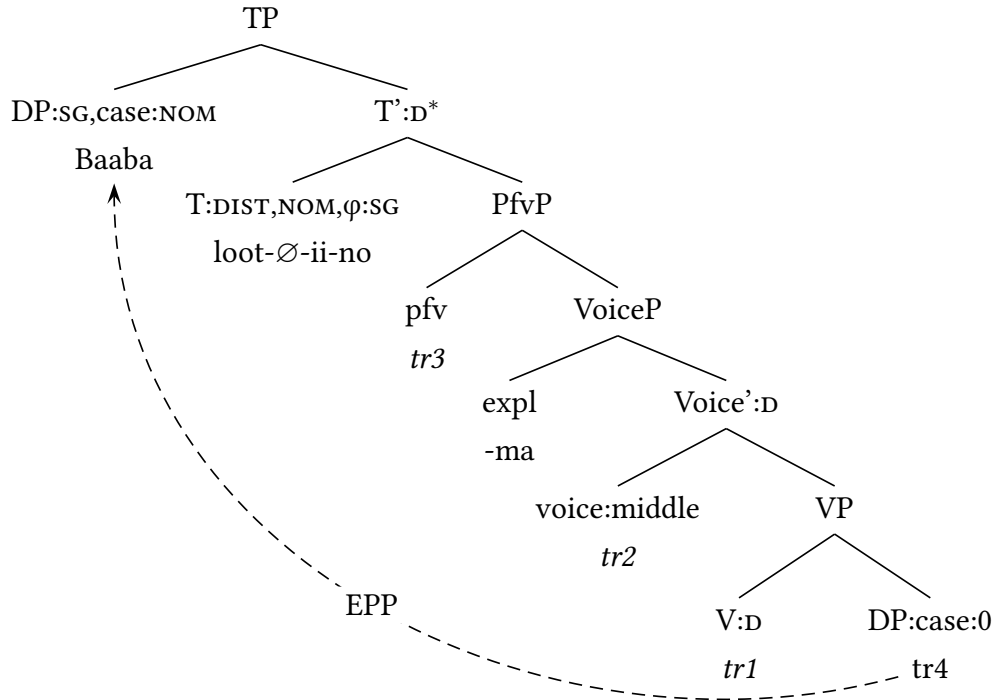 TP
DP:SG,case:NOM
T’:D*
Baaba
T:DIST,NOM,φ:SG
PfvP
loot-∅-ii-no
pfv
VoiceP
tr3
expl
Voice’:D
-ma
voice:middle
VP
tr2
EPP
V:D
DP:case:0
tr1
tr4